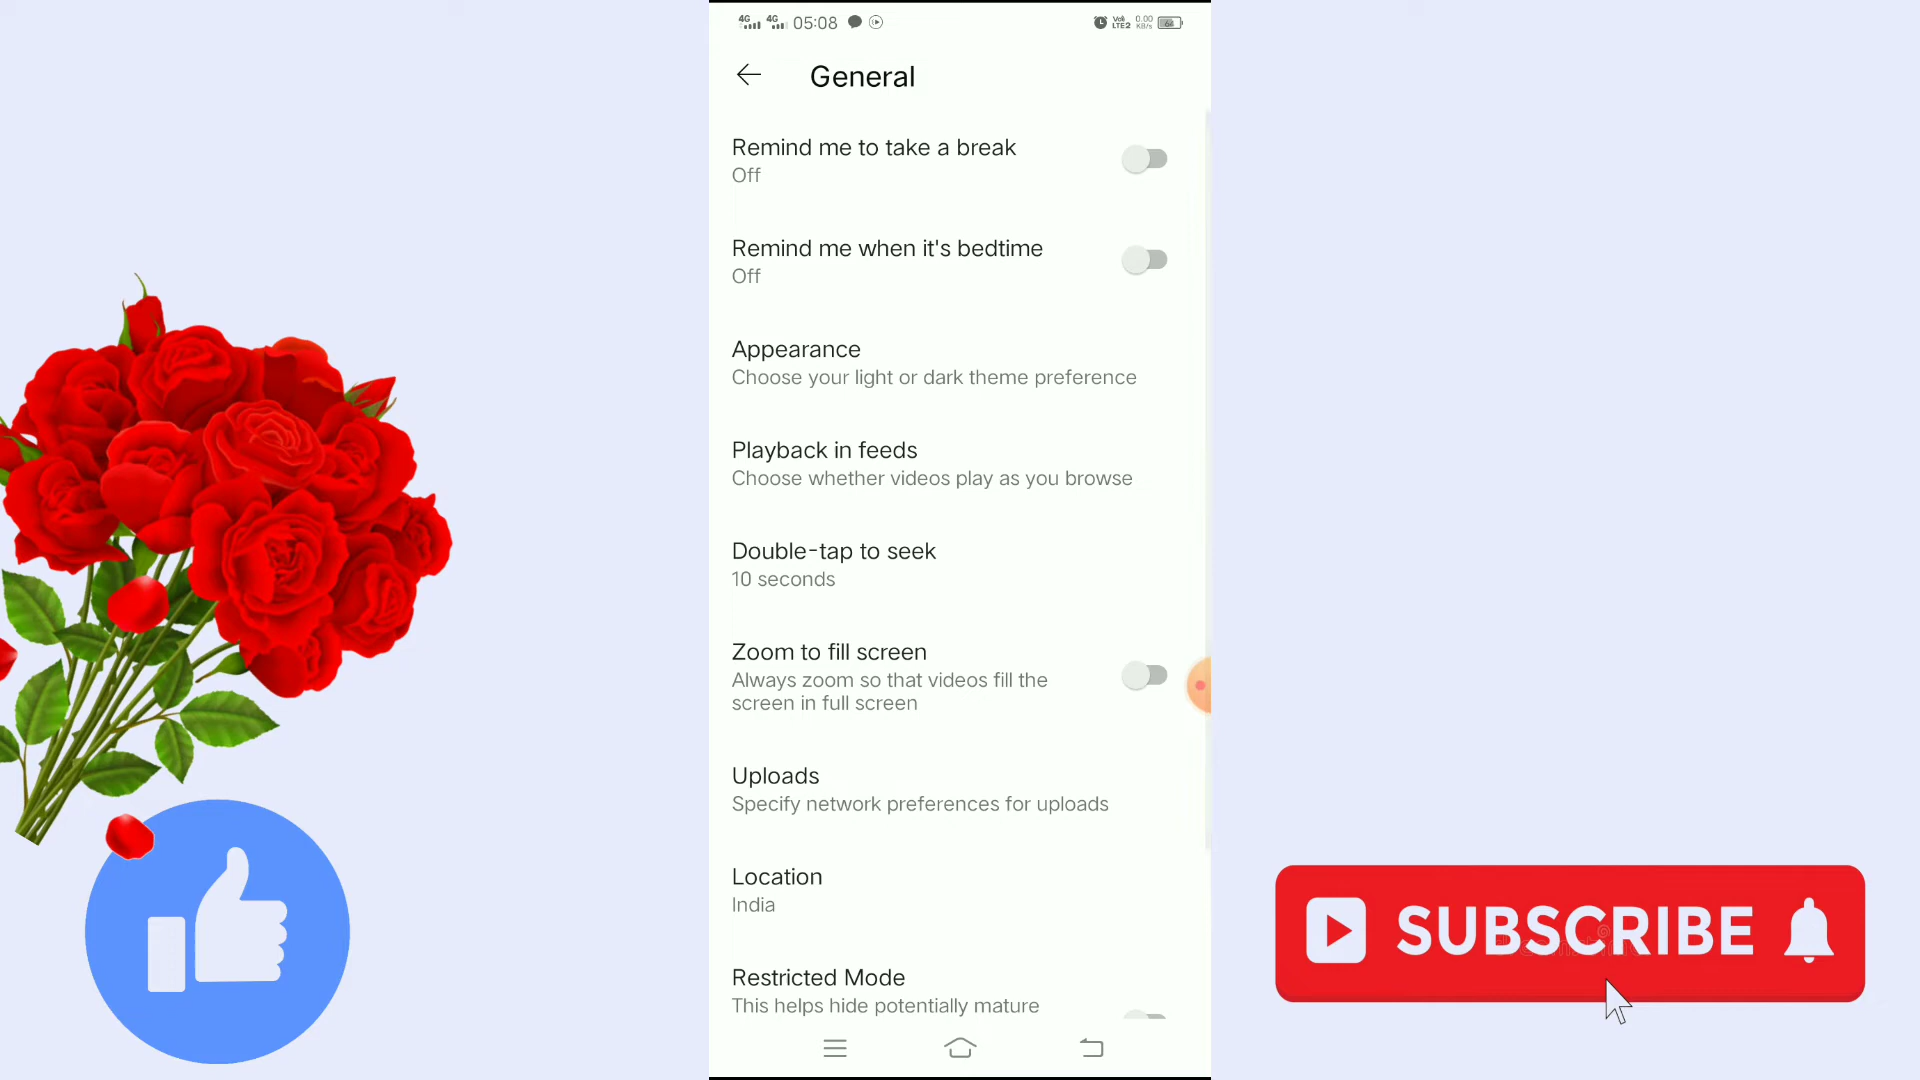 4G 4G 05:08
General
Remind me to take a break
Off
Remind me when it's bedtime
Off
Appearance
Choose your light or dark theme preference
Playback in feeds
Choose whether videos play as you browse
Double-tap to seek
10 seconds
Zoom to fill screen
Always zoom so that videos fill the
screen in full screen
Uploads
Specify network preferences for uploads
Location
India
Restricted Mode
This helps hide potentially mature
SUBSCRIBE